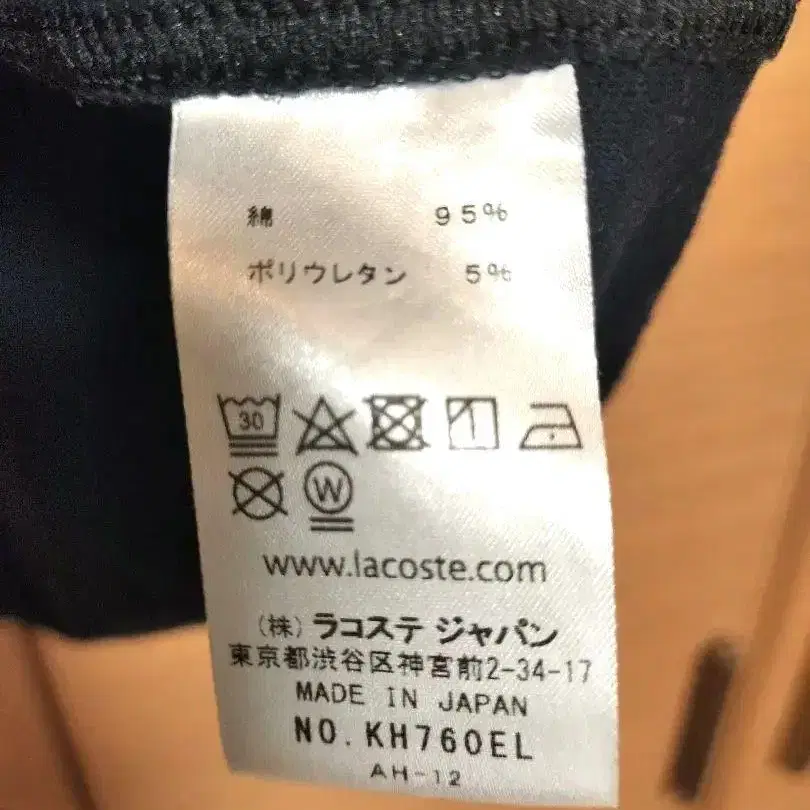 綿 95%
ポリウレタン 5%
30
W
www.lacoste.com
(株) ラコステ ジャパン
東京都渋谷区神宮前2-34-17
MADE IN JAPAN
NO. KH760EL
AH-12